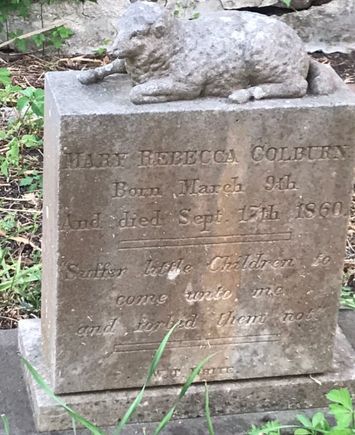 MARY REBECCA COLBURN
Born March 9th
And died Sept. 17th 1860.
Suffer little Children to
come unto me
and forbid them not.